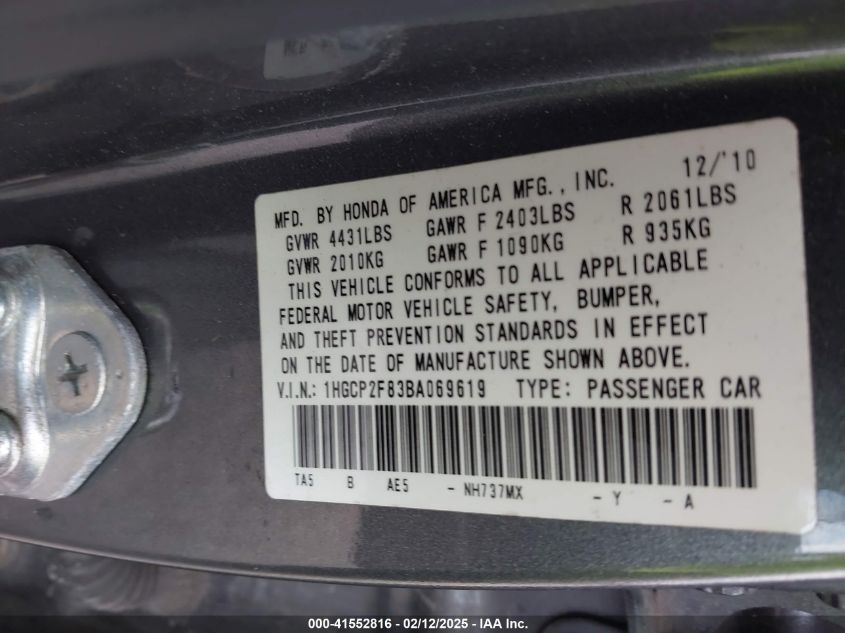 12/'10
MFD. BY HONDA OF AMERICA MFG., INC.
GVWR 4431LBS GAWR F 2403LBS R 2061LBS
GVWR 2010KG GAWR F 1090KG R 935KG
THIS VEHICLE CONFORMS TO ALL APPLICABLE
FEDERAL MOTOR VEHICLE SAFETY, BUMPER,
AND THEFT PREVENTION STANDARDS IN EFFECT
ON THE DATE OF MANUFACTURE SHOWN ABOVE.
V.I.N.: 1HGCP2F83BA069619 TYPE: PASSENGER CAR
TA5 B AE5 - NH737MX - Y - A
000-41552816 - 02/12/2025 - IAA Inc.